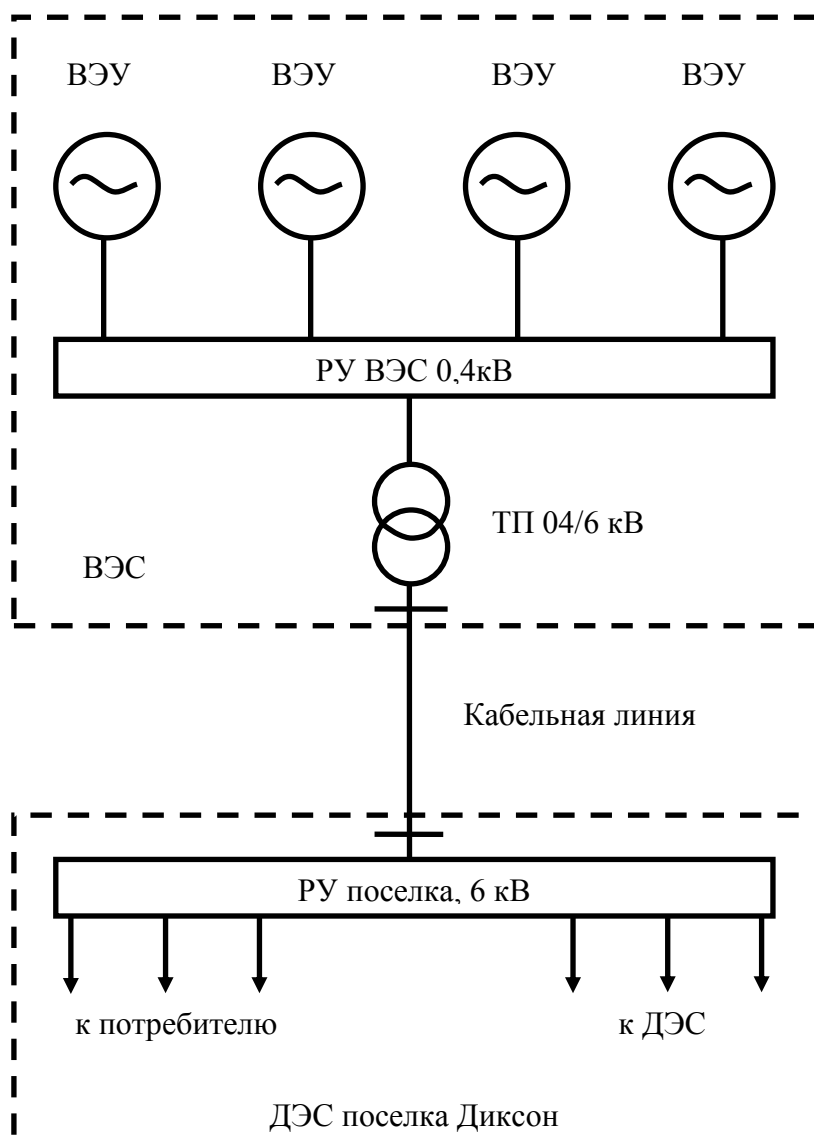 ВЭУ ВЭУ ВЭУ ВЭУ
РУ ВЭС 0,4кВ
ТП 04/6 кВ
ВЭС
Кабельная линия
РУ поселка, 6 кВ
к потребителю к ДЭС
ДЭС поселка Диксон